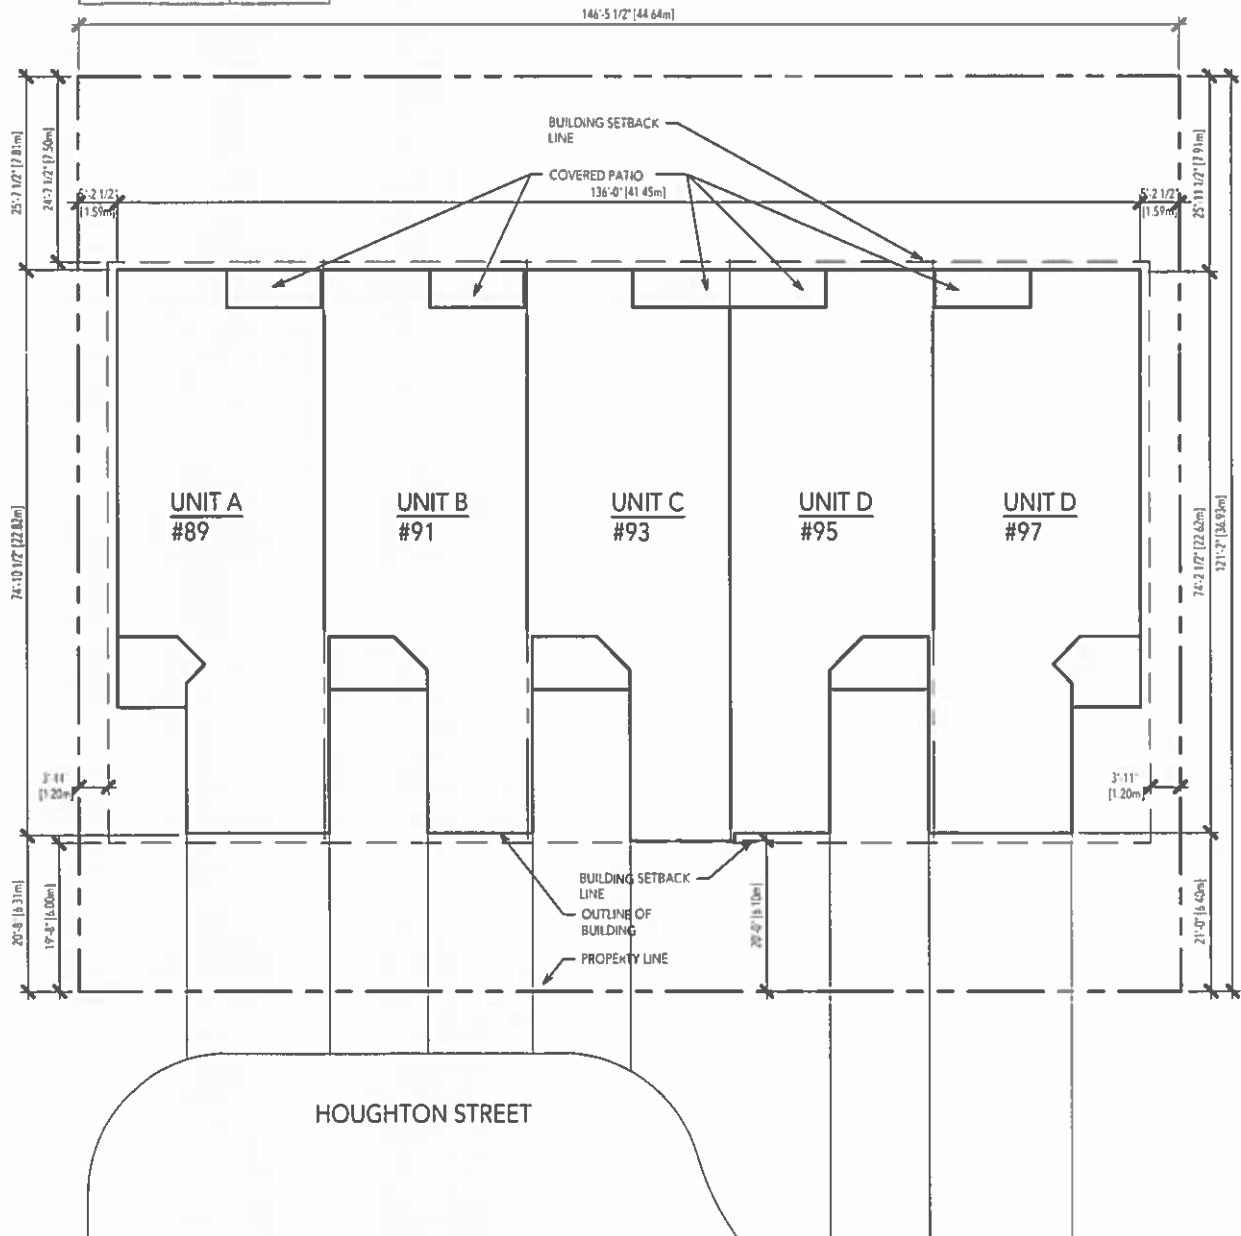 146'-5 1/2" [44.64m]
BUILDING SETBACK
LINE
COVERED PATIO
136'-0" [41.45m]
25'-7 1/2" [7.81m]
24'-7 1/2" [7.50m]
5'-2 1/2"
[1.59m]
5'-2 1/2"
[1.59m]
25'-11 1/2" [7.91m]
UNIT A
#89
UNIT B
#91
UNIT C
#93
UNIT D
#95
UNIT D
#97
74'-10 1/2" [22.82m]
74'-2 1/2" [22.62m]
121'-2" [36.93m]
3'-11"
[1.20m]
3'-11"
[1.20m]
BUILDING SETBACK
LINE
OUTLINE OF
BUILDING
PROPERTY LINE
20'-8" [6.31m]
19'-8" [6.00m]
20'-0" [6.10m]
21'-0" [6.40m]
HOUGHTON STREET